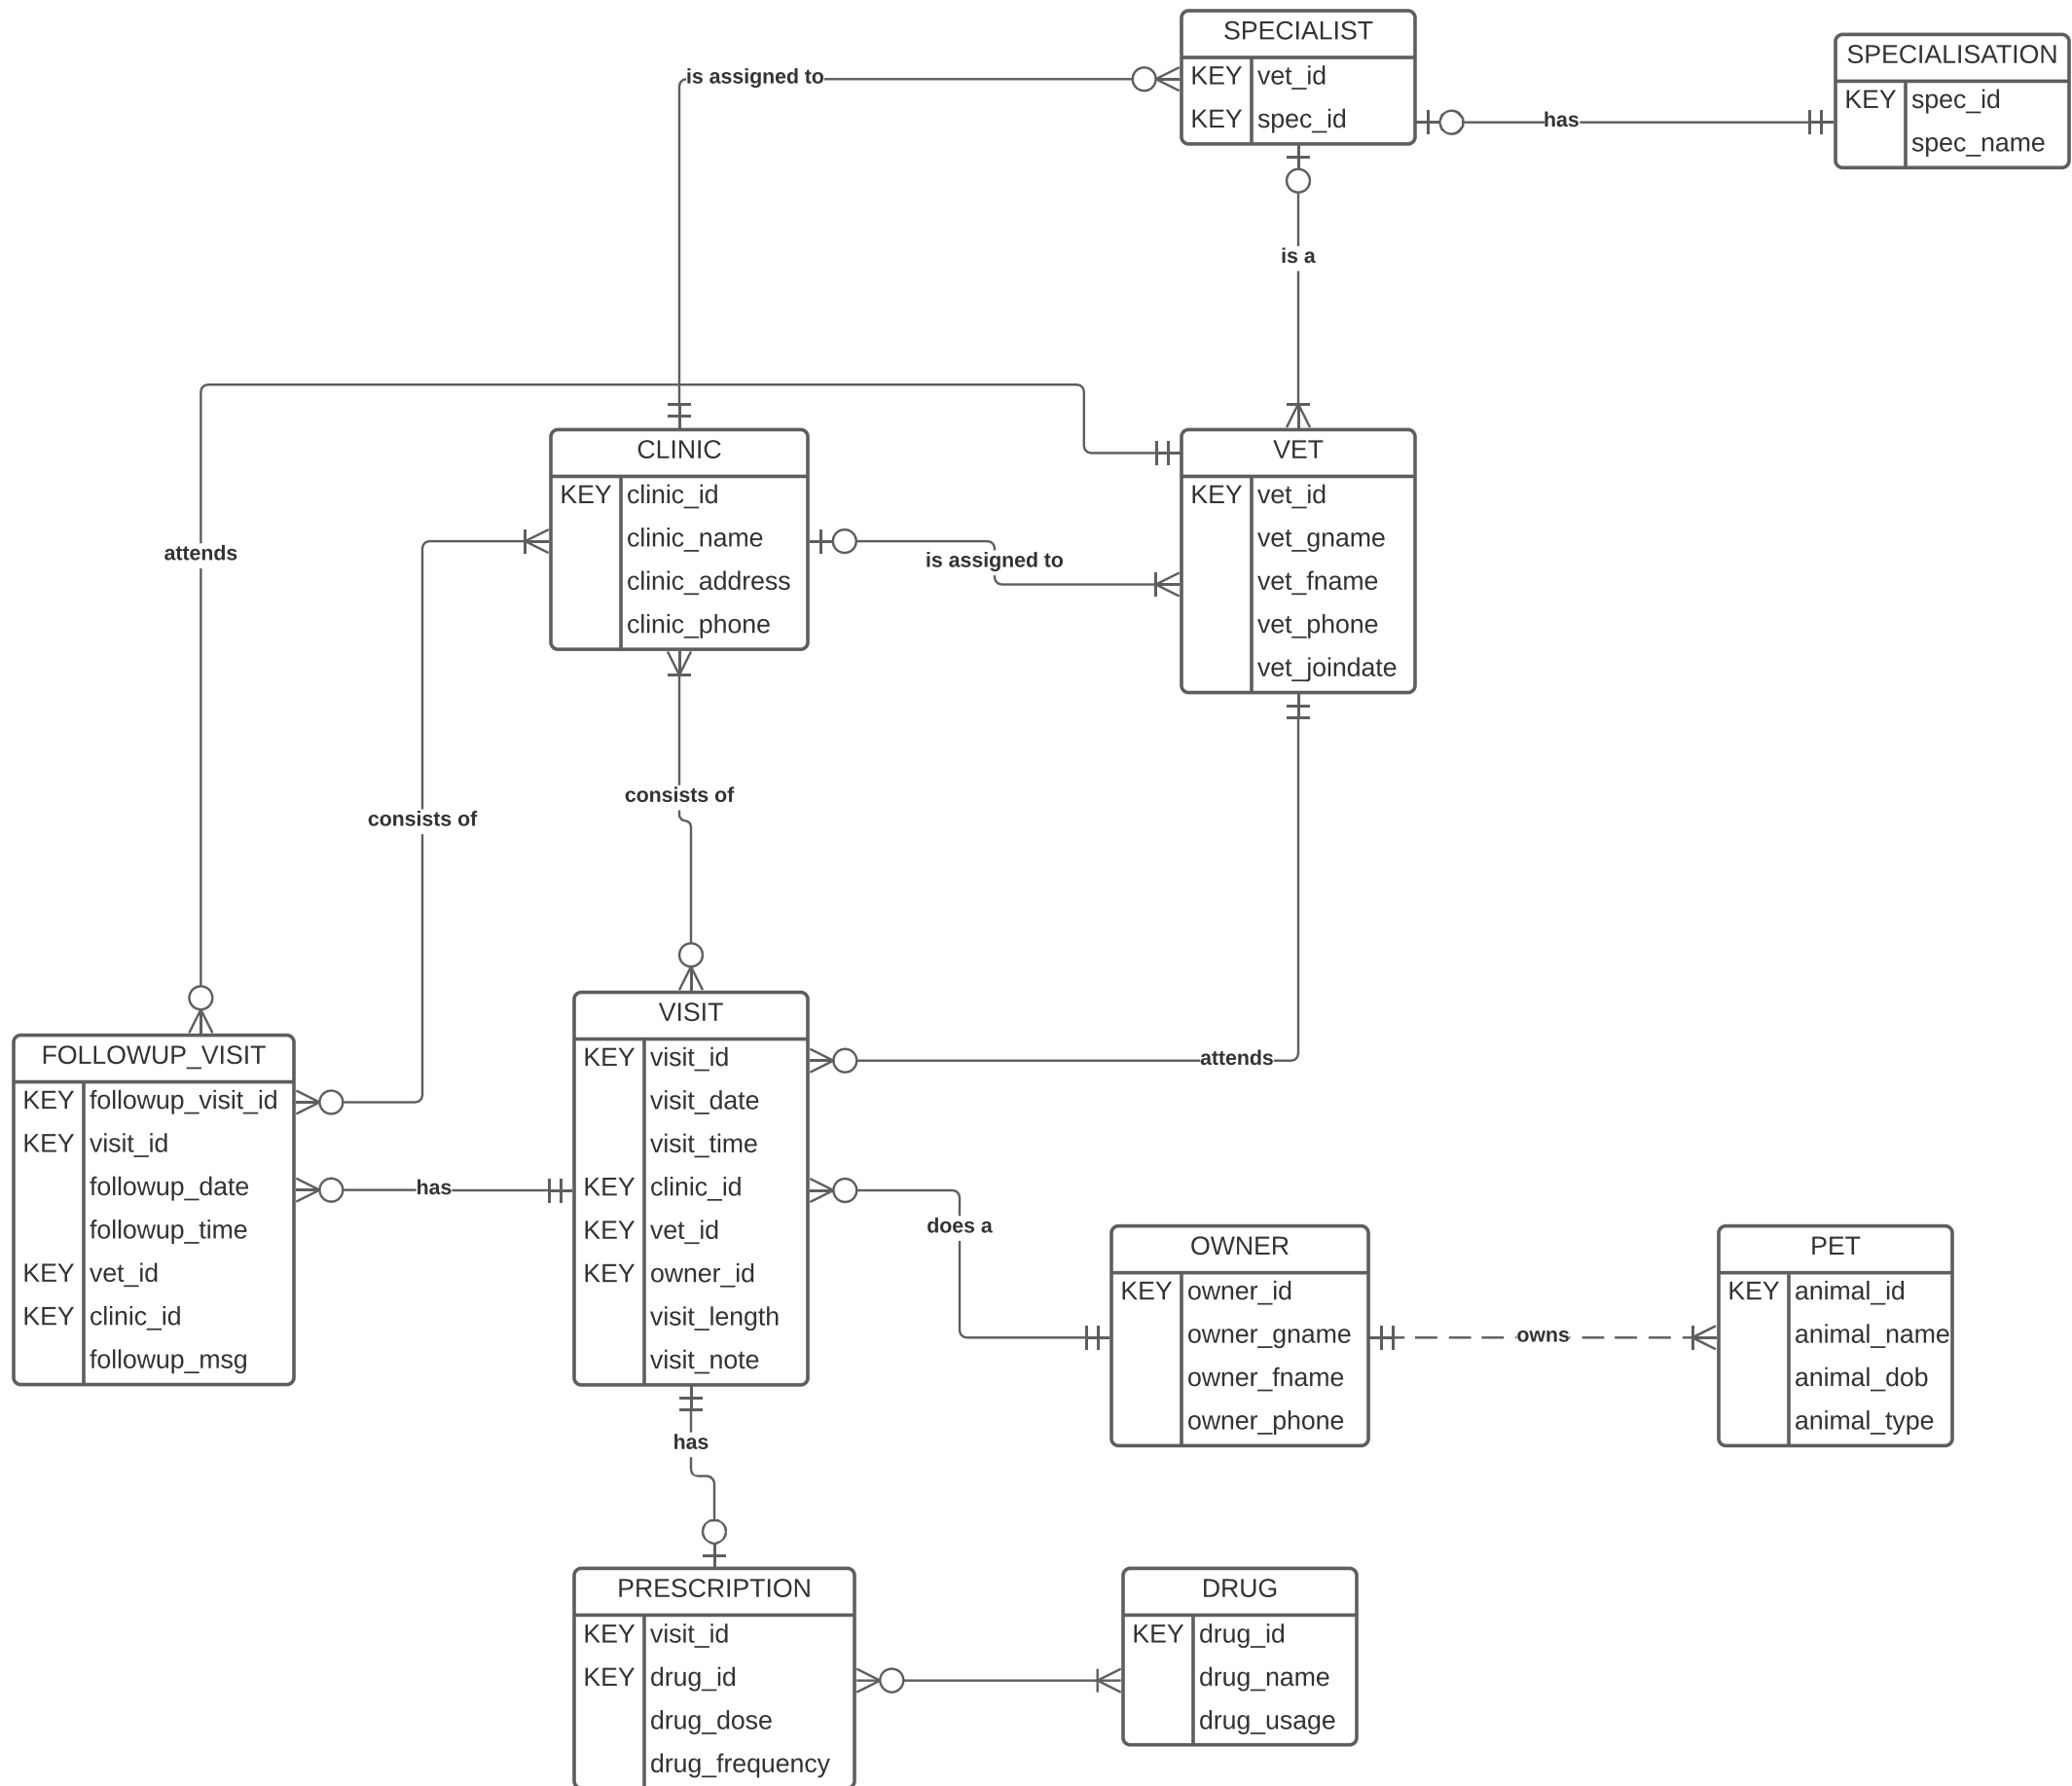 SPECIALIST
KEY vet_id
KEY spec_id
SPECIALISATION
KEY spec_id
spec_name
is assigned to
has
is a
CLINIC
KEY clinic_id
clinic_name
clinic_address
clinic_phone
VET
KEY vet_id
vet_gname
vet_fname
vet_phone
vet_joindate
attends
is assigned to
consists of
consists of
FOLLOWUP_VISIT
KEY followup_visit_id
KEY visit_id
followup_date
followup_time
KEY vet_id
KEY clinic_id
followup_msg
has
VISIT
KEY visit_id
visit_date
visit_time
KEY clinic_id
KEY vet_id
KEY owner_id
visit_length
visit_note
attends
does a
OWNER
KEY owner_id
owner_gname
owner_fname
owner_phone
owns
PET
KEY animal_id
animal_name
animal_dob
animal_type
has
PRESCRIPTION
KEY visit_id
KEY drug_id
drug_dose
drug_frequency
DRUG
KEY drug_id
drug_name
drug_usage